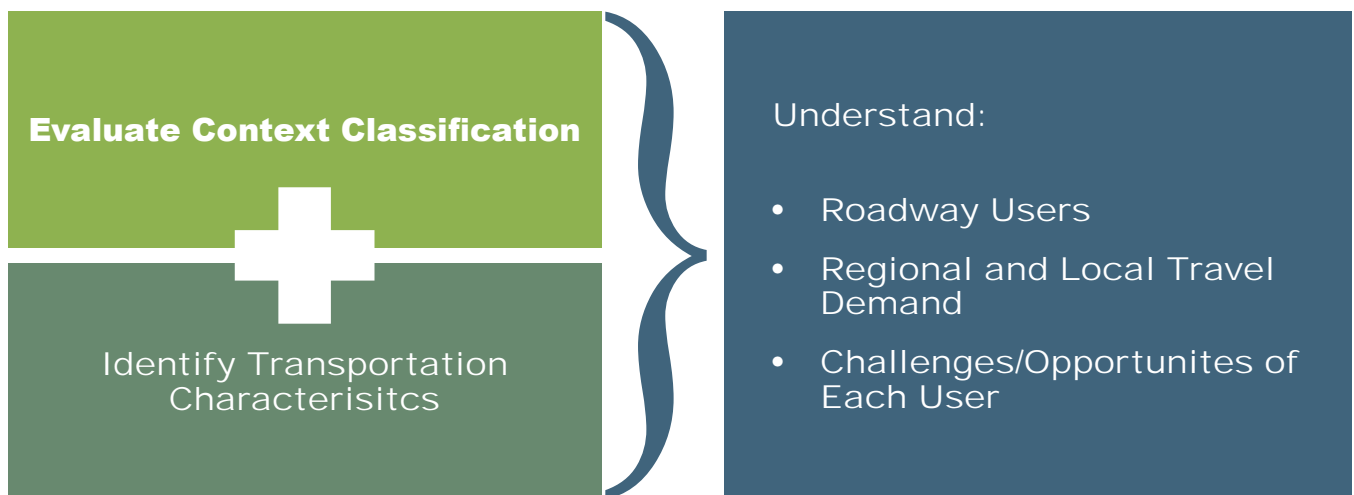 Evaluate Context Classification
Identify Transportation
Characterisitcs
Understand:
• Roadway Users
• Regional and Local Travel
Demand
• Challenges/Opportunites of
Each User